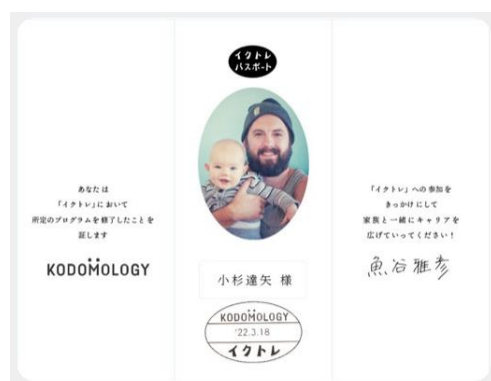 イクトレ
パスポート
あなたは
「イクトレ」において
所定のプログラムを修了したことを
証します
KODOMOLOGY
小杉達矢 様
KODOMOLOGY
'22.3.18
イクトレ
「イクトレ」への参加を
きっかけにして
家族と一緒にキャリアを
広げていってください!
魚谷雅彦